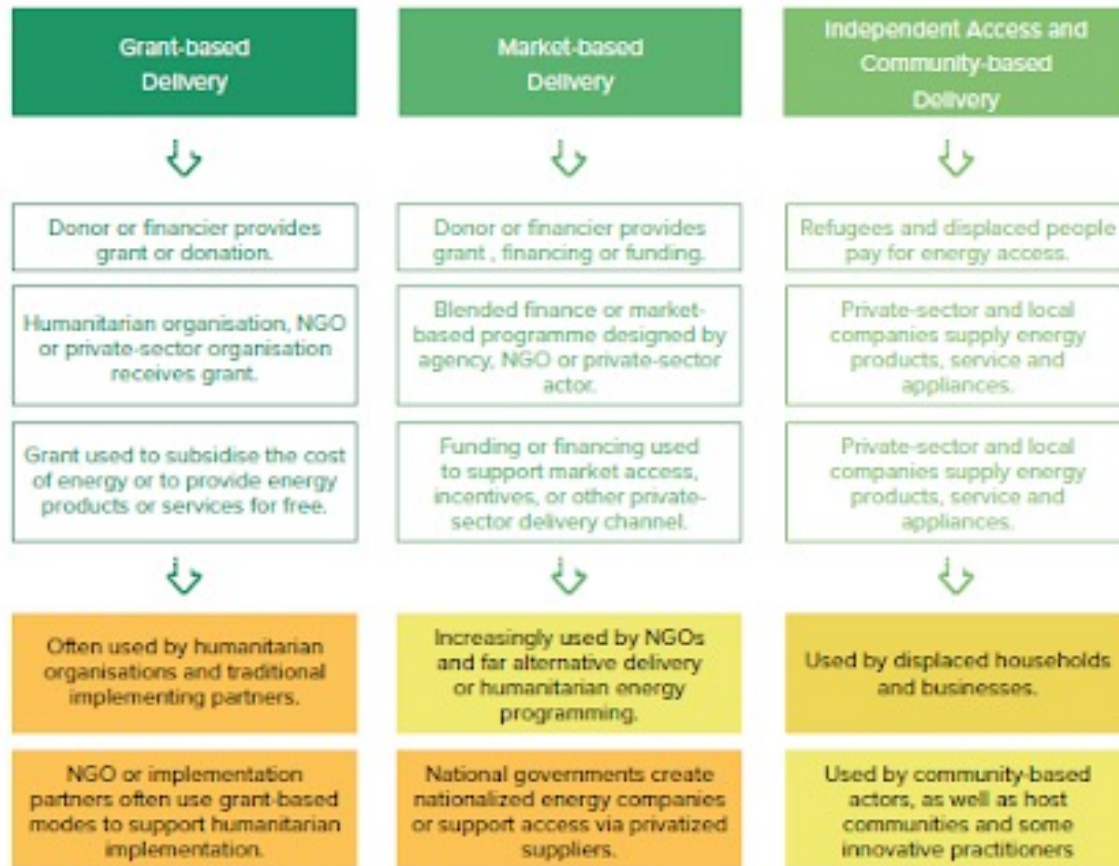 Grant-based
Delivery
Donor or financier provides
grant or donation.
Humanitarian organisation, NGO
or private-sector organisation
receives grant.
Grant used to subsidise the cost
of energy or to provide energy
products or services for free.
Often used by humanitarian
organisations and traditional
implementing partners.
NGO or implementation
partners often use grant-based
modes to support humanitarian
implementation.
Market-based
Delivery
Donor or financier provides
grant , financing or funding.
Blended finance or market-
based programme designed by
agency, NGO or private-sector
actor.
Funding or financing used
to support market access,
incentives, or other private-
sector delivery channel.
Increasingly used by NGOs
and far alternative delivery
or humanitarian energy
programming.
National governments create
nationalized energy companies
or support access via privatized
suppliers.
Independent Access and
Community-based
Delivery
Refugees and displaced people
pay for energy access.
Private-sector and local
companies supply energy
products, service and
appliances.
Private-sector and local
companies supply energy
products, service and
appliances.
Used by displaced households
and businesses.
Used by community-based
actors, as well as host
communities and some
innovative practitioners